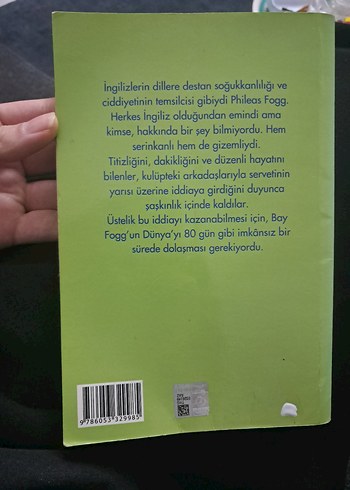 İngilizlerin dillere destan soğukkanlılığı ve
ciddiyetinin temsilcisi gibiydi Phileas Fogg.
Herkes İngiliz olduğundan emindi ama
kimse, hakkında bir şey bilmiyordu. Hem
serinkanlı hem de gizemliydi.
Titizliğini, dakikliğini ve düzenli hayatını
bilenler, kulüpteki arkadaşlarıyla servetinin
yarısı üzerine iddiaya girdiğini duyunca
şaşkınlık içinde kaldılar.
Üstelik bu iddiayı kazanabilmesi için, Bay
Fogg'un Dünya'yı 80 gün gibi imkânsız bir
sürede dolaşması gerekiyordu.
9 786053 329985